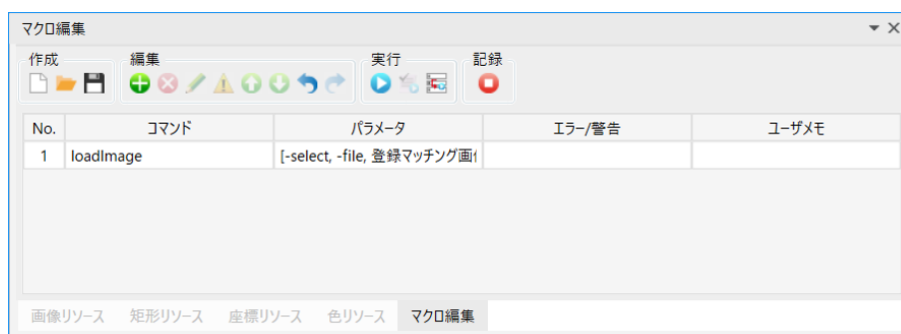 マクロ編集
作成 編集 実行 記録
No. コマンド パラメータ エラー/警告 ユーザメモ
1 loadImage [-select, -file, 登録マッチング画
画像リソース 矩形リソース 座標リソース 色リソース マクロ編集